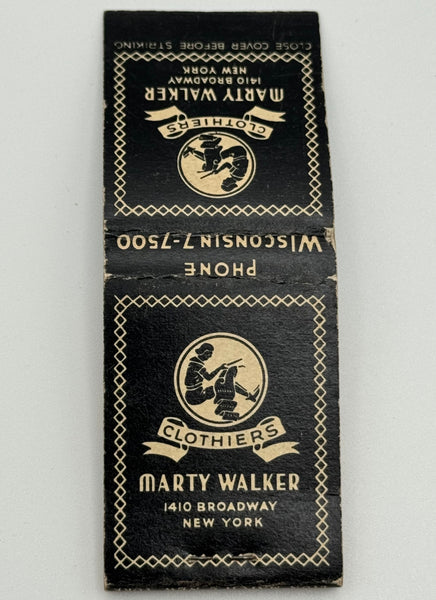 CLOSE COVER BEFORE STRIKING
MARTY WALKER
1410 BROADWAY
NEW YORK
CLOTHIERS
PHONE
WISCONSIN 7-7500
CLOTHIERS
MARTY WALKER
1410 BROADWAY
NEW YORK